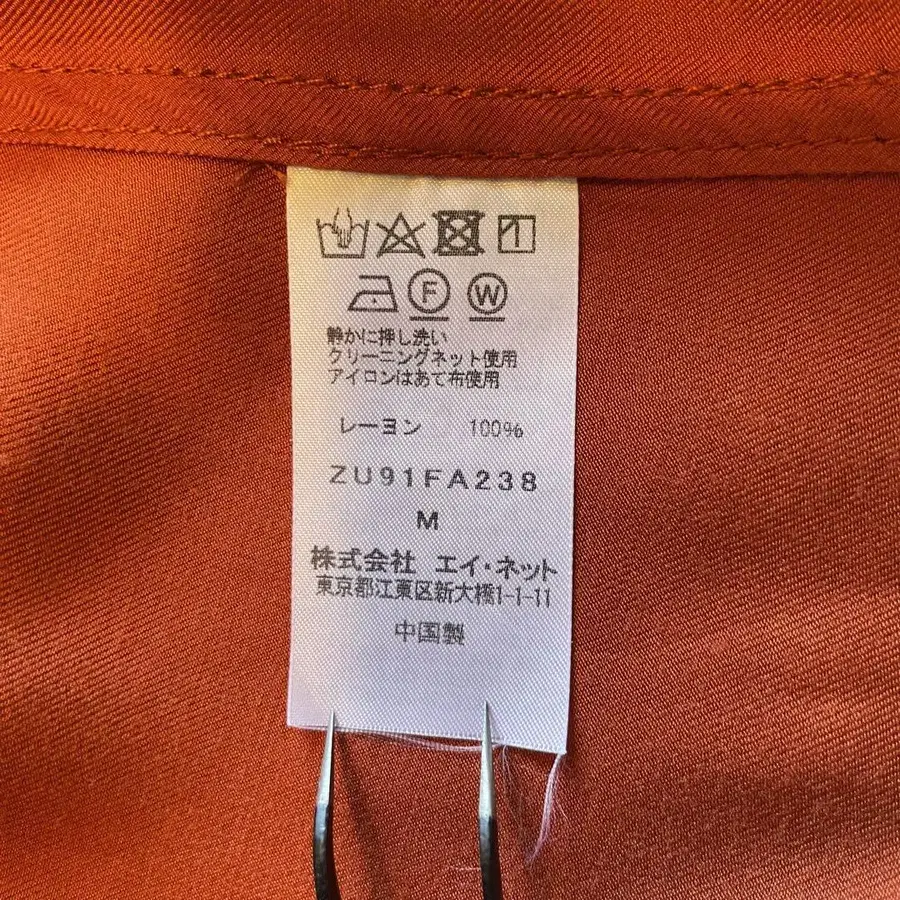 F W
静かに押し洗い
クリーニングネット使用
アイロンはあて布使用
レーヨン 100%
ZU91FA238
M
株式会社 エイ・ネット
東京都江東区新大橋1-1-11
中国製